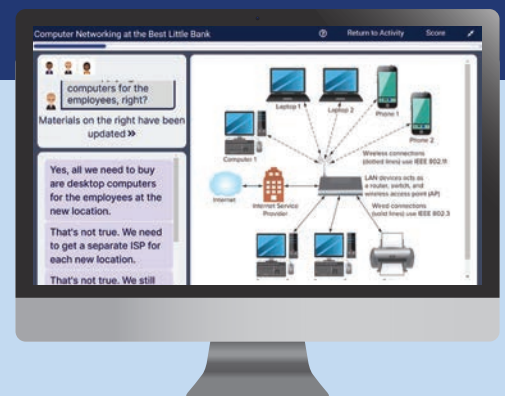 Computer Networking at the Best Little Bank
Return to Activity
Score
computers for the
employees, right?
Materials on the right have been
updated »
Yes, all we need to buy
are desktop computers
for the employees at the
new location.
That's not true. We need
to get a separate ISP for
each new location.
That's not true. We still
Laptop 1
Laptop 2
Phone 1
Phone 2
Computer 1
Wireless connections
(dotted lines) use IEEE 802.11
LAN devices acts as
a router, switch, and
wireless access point (AP)
Internet
Internet Service
Provider
Wired connections
(solid lines) use IEEE 802.3